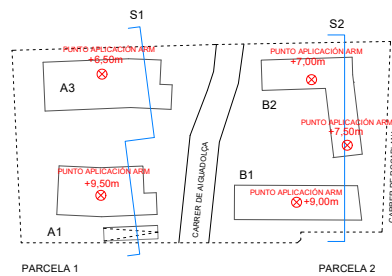 S1
S2
PUNTO APLICACIÓN ARM
+6,50m
A3
PUNTO APLICACIÓN ARM
+7,00m
B2
PUNTO APLICACIÓN ARM
+7,50m
CARRER DE AIGUADOLÇA
PUNTO APLICACIÓN ARM
+9,50m
A1
B1
PUNTO APLICACIÓN ARM
+9,00m
CARRER DE
PARCELA 1
PARCELA 2